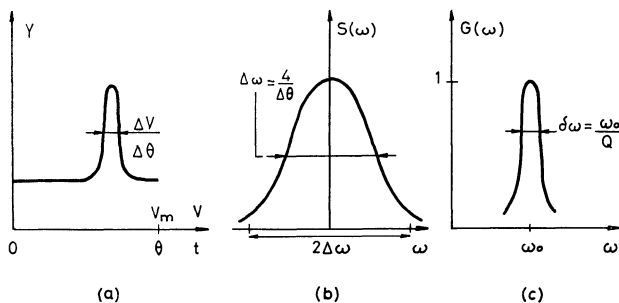 Y
ΔV
Δθ
V_m V
0 θ t
(a)
S(ω)
Δω = 4/Δθ
2Δω ω
(b)
G(ω)
1
δω = ω₀/Q
ω₀ ω
(c)